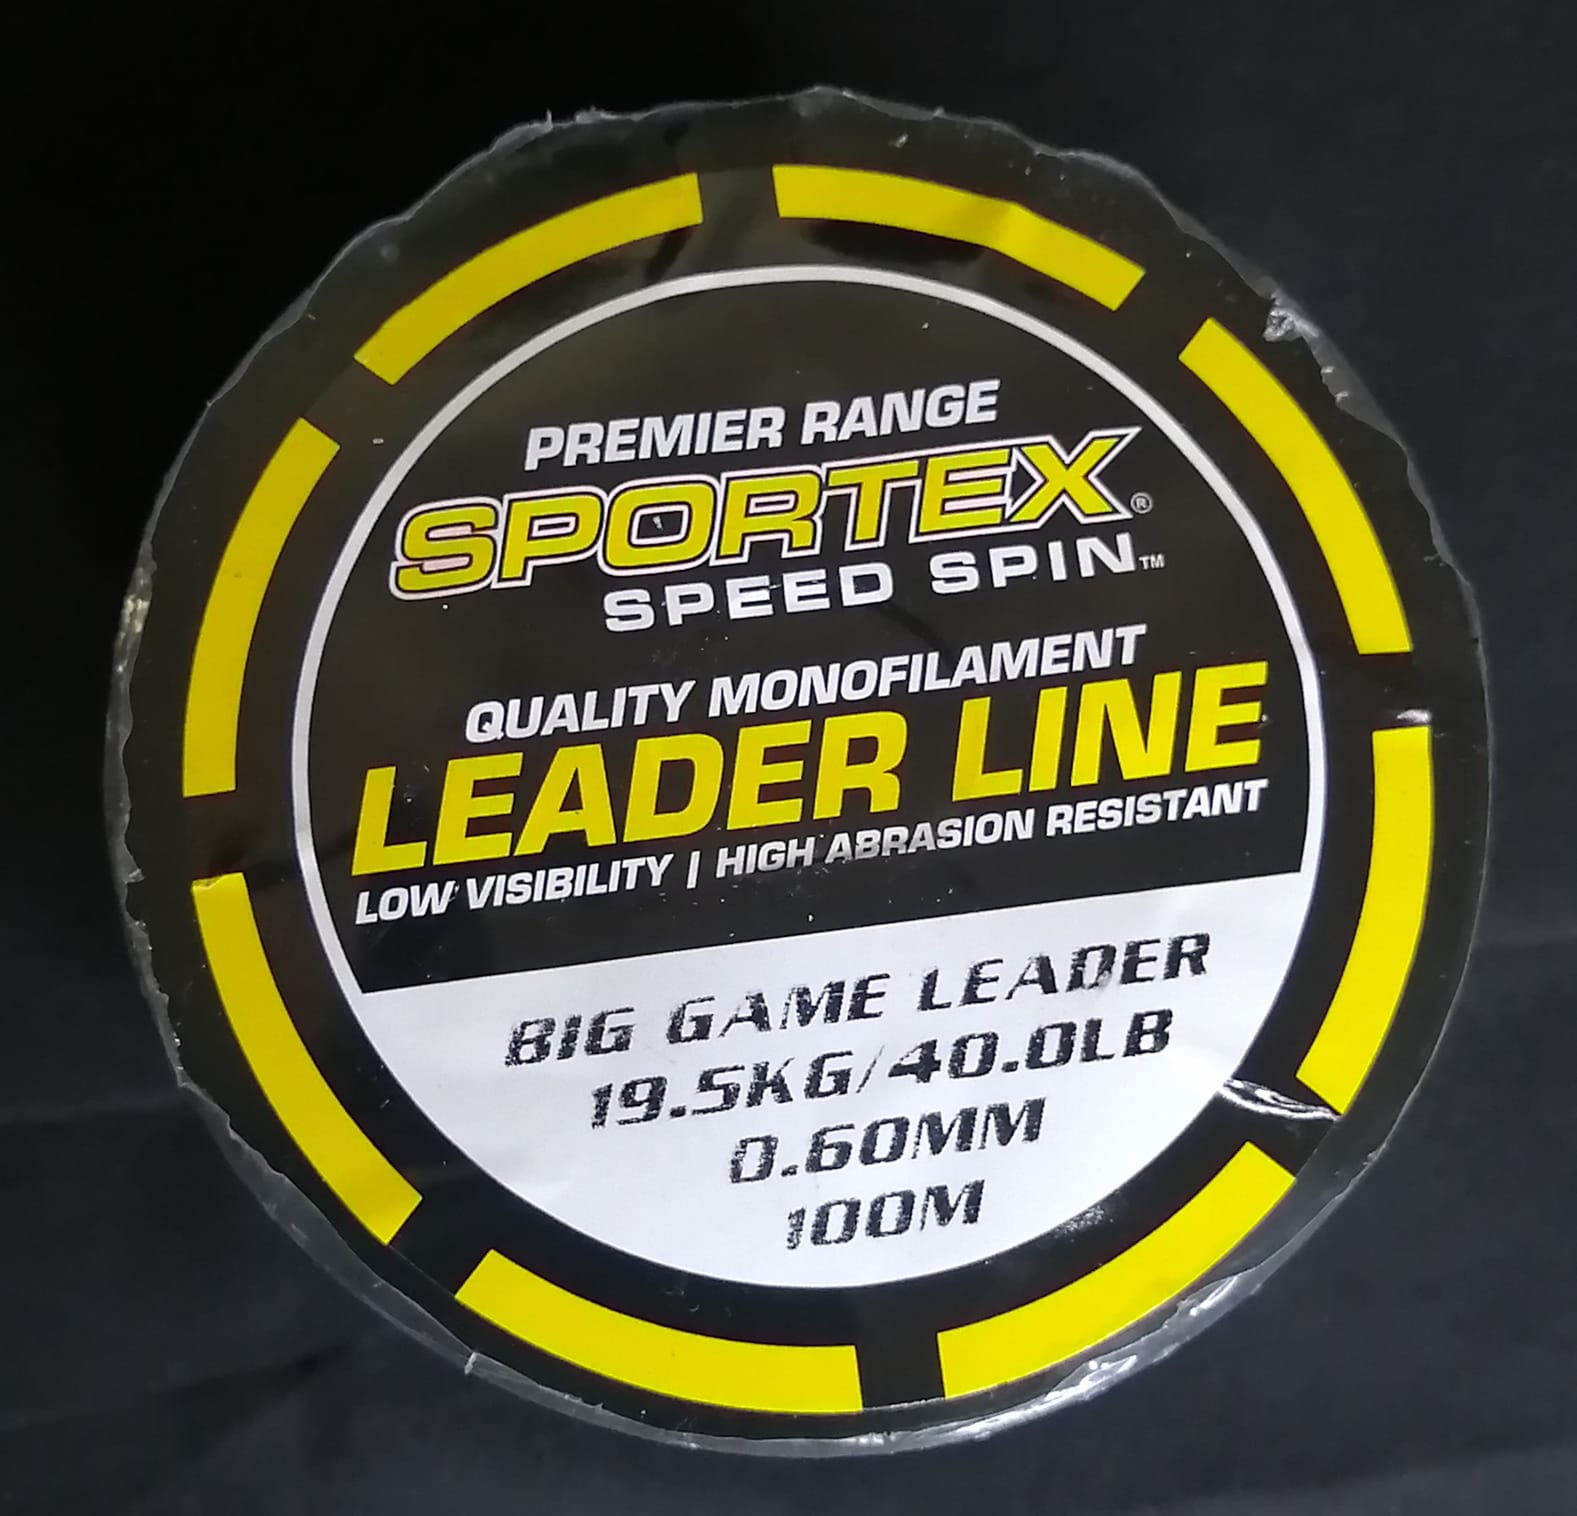 PREMIER RANGE
SPORTEX®
SPEED SPIN™
QUALITY MONOFILAMENT
LEADER LINE
LOW VISIBILITY | HIGH ABRASION RESISTANT
BIG GAME LEADER
19.5KG/40.0LB
0.60MM
100M